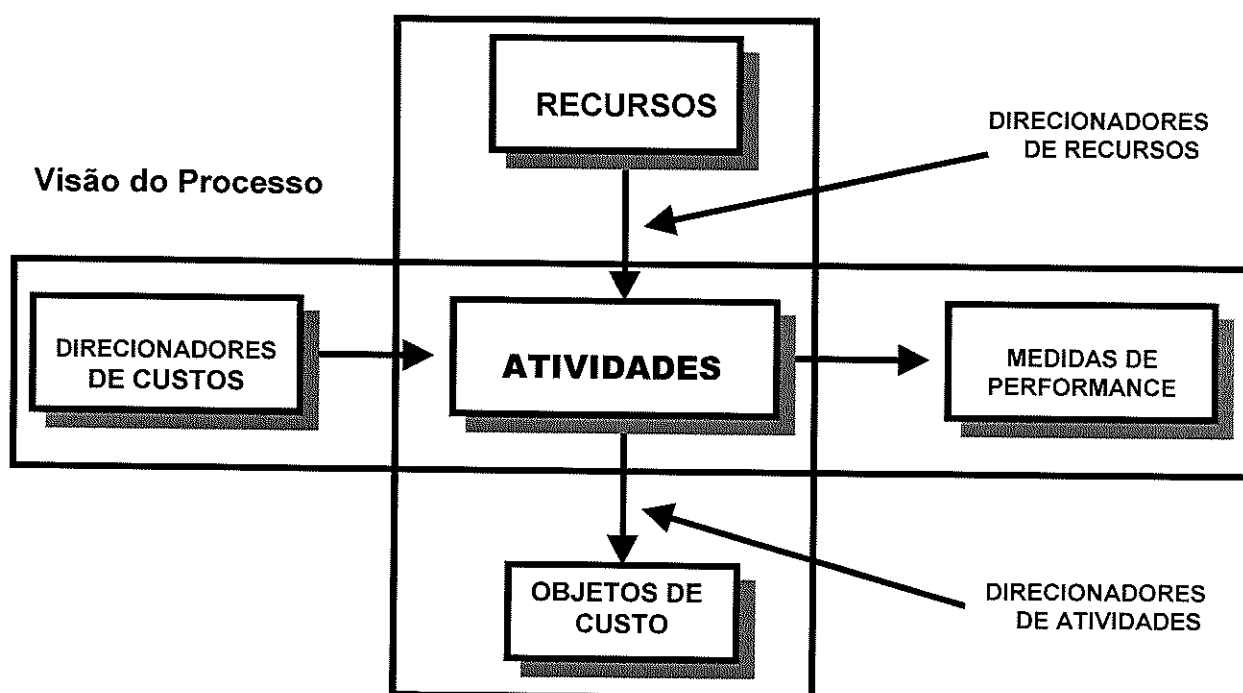 RECURSOS
DIRECIONADORES
DE RECURSOS
Visão do Processo
DIRECIONADORES
DE CUSTOS
ATIVIDADES
MEDIDAS DE
PERFORMANCE
OBJETOS DE
CUSTO
DIRECIONADORES
DE ATIVIDADES